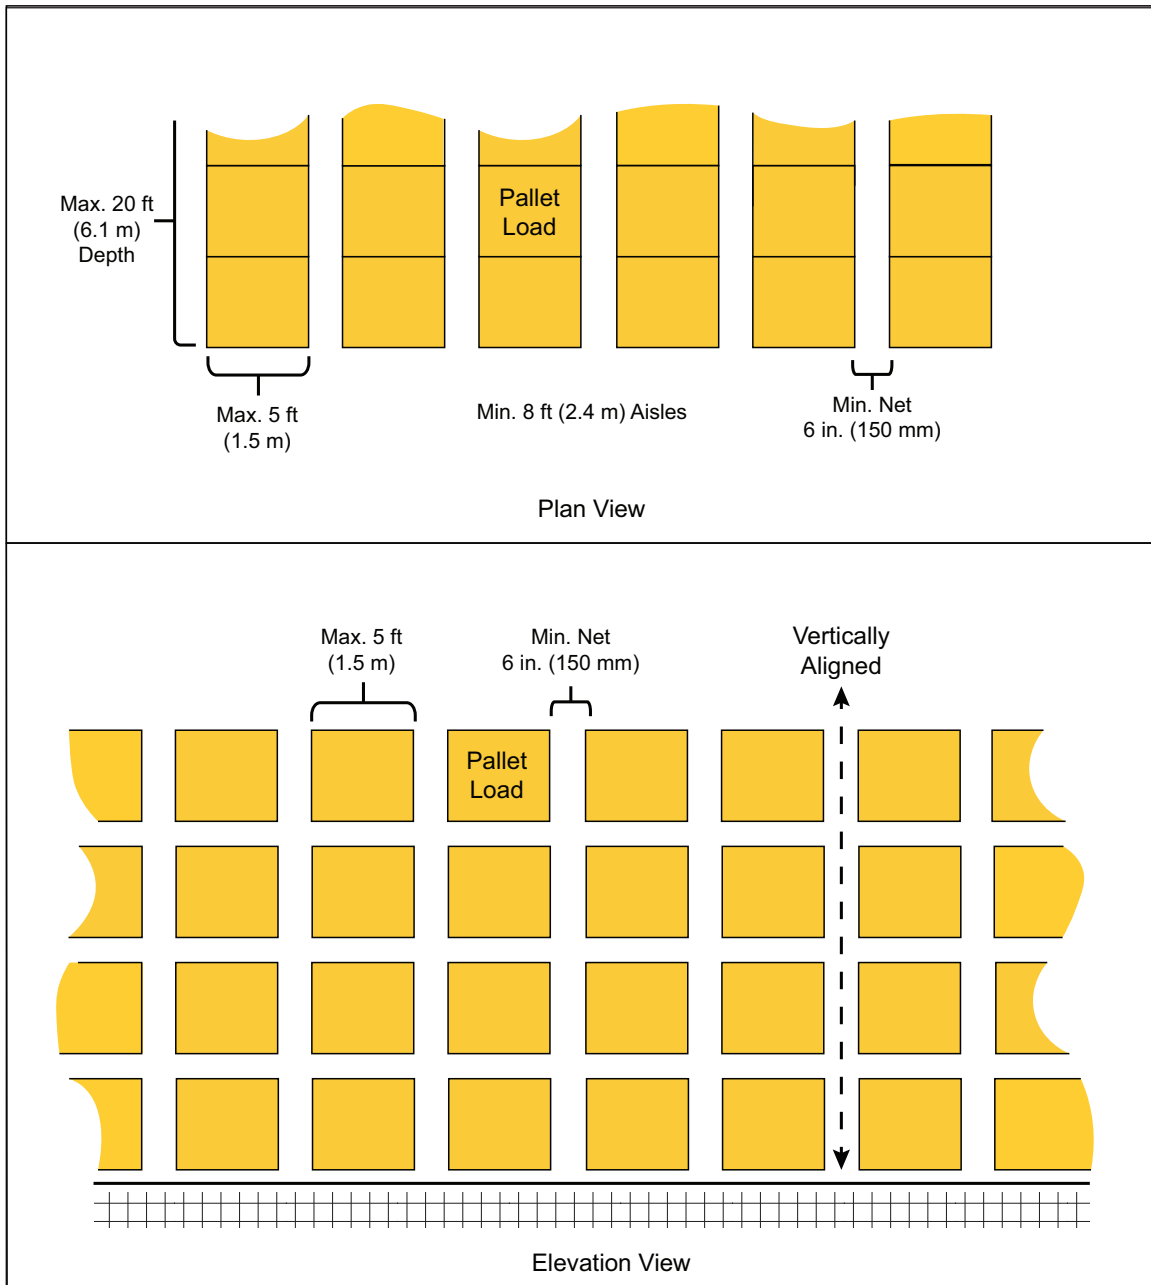 Pallet
Load
Max. 20 ft
(6.1 m)
Depth
Max. 5 ft
(1.5 m)
Min. 8 ft (2.4 m) Aisles
Min. Net
6 in. (150 mm)
Plan View
Max. 5 ft
(1.5 m)
Min. Net
6 in. (150 mm)
Vertically
Aligned
Pallet
Load
Elevation View